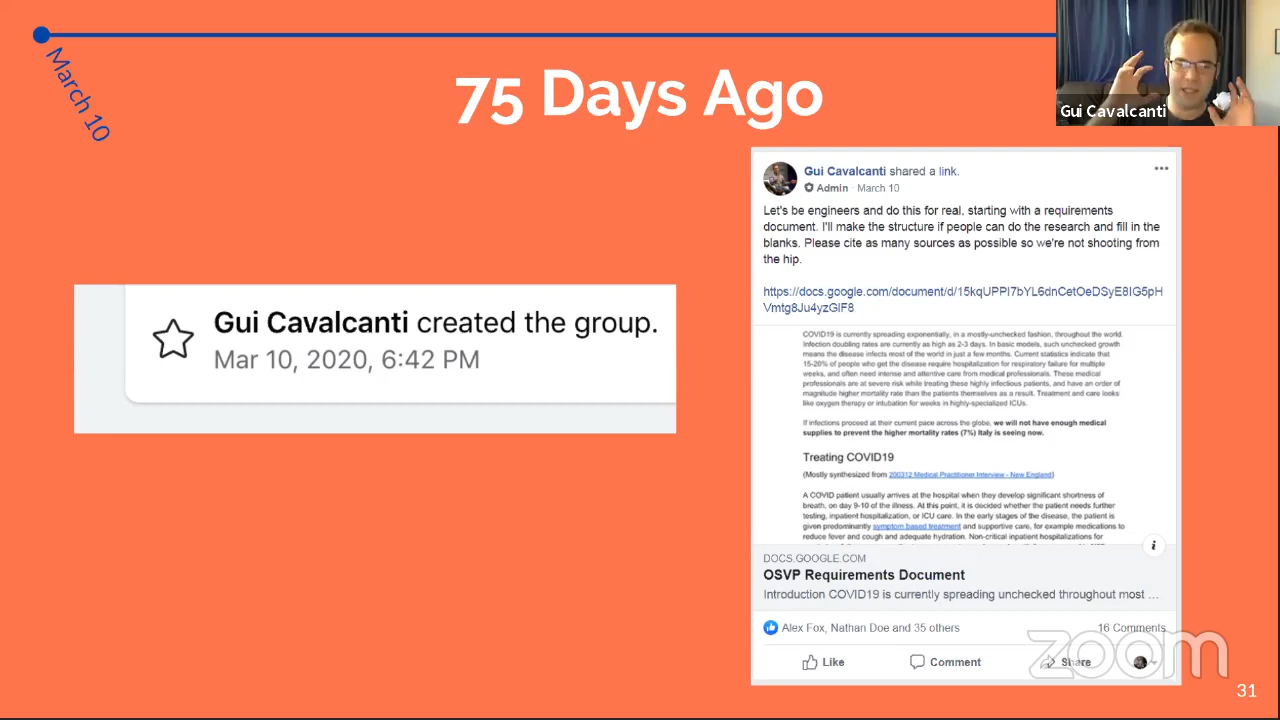 March 10
75 Days Ago
Gui Cavalcanti
Gui Cavalcanti created the group.
Mar 10, 2020, 6:42 PM
Gui Cavalcanti shared a link.
Admin · March 10
Let's be engineers and do this for real, starting with a requirements
document. I'll make the structure if people can do the research and fill in the
blanks. Please cite as many sources as possible so we're not shooting from
the hip.
https://docs.google.com/document/d/15kqUPPI7bYL6dnCetOeDSyE8IG5pH
Vmtg8Ju4yzGIF8
COVID19 is currently spreading exponentially, in a mostly-unchecked fashion, throughout the world.
Infection doubling rates are currently as high as 2-3 days. In basic models, such unchecked growth
means the disease infects most of the world in just a few months. Current statistics indicate that
15-20% of people who get the disease require hospitalization for respiratory failure for multiple
weeks, and often need intense and attentive care from medical professionals. These medical
professionals are at severe risk while treating these highly infectious patients, and have an order of
magnitude higher mortality rate than the patients themselves as a result. Treatment and care looks
like oxygen therapy or intubation for weeks in highly-specialized ICUs.
If infections proceed at their current pace across the globe, we will not have enough medical
supplies to prevent the higher mortality rates (7%) Italy is seeing now.
Treating COVID19
(Mostly synthesized from 200312 Medical Practitioner Interview - New England)
A COVID patient usually arrives at the hospital when they develop significant shortness of
breath, on day 9-10 of the illness. At this point, it is decided whether the patient needs further
testing, inpatient hospitalization, or ICU care. In the early stages of the disease, the patient is
given predominantly symptom based treatment and supportive care, for example medications to
reduce fever and cough and adequate hydration. Non-critical inpatient hospitalizations for
DOCS.GOOGLE.COM
OSVP Requirements Document
Introduction COVID19 is currently spreading unchecked throughout most ...
Alex Fox, Nathan Doe and 35 others
16 Comments
Like
Comment
Share
zoom
31